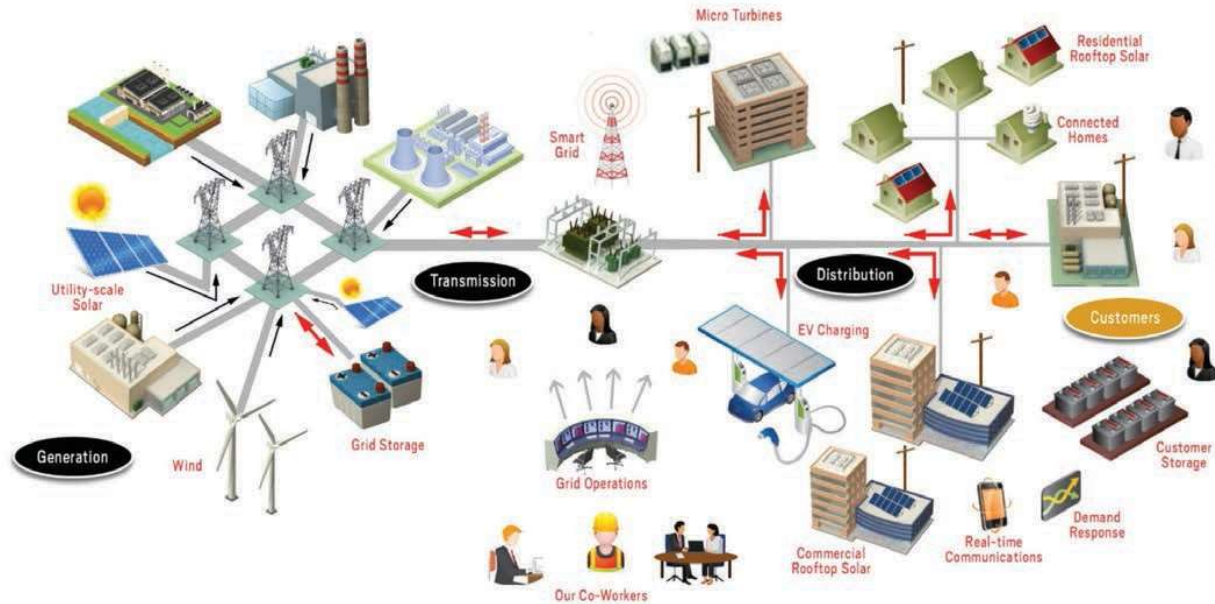 Micro Turbines
Residential
Rooftop Solar
Smart
Grid
Connected
Homes
Utility-scale
Solar
Transmission
Distribution
Customers
EV Charging
Generation
Wind
Grid Storage
Grid Operations
Customer
Storage
Commercial
Rooftop Solar
Real-time
Communications
Demand
Response
Our Co-Workers